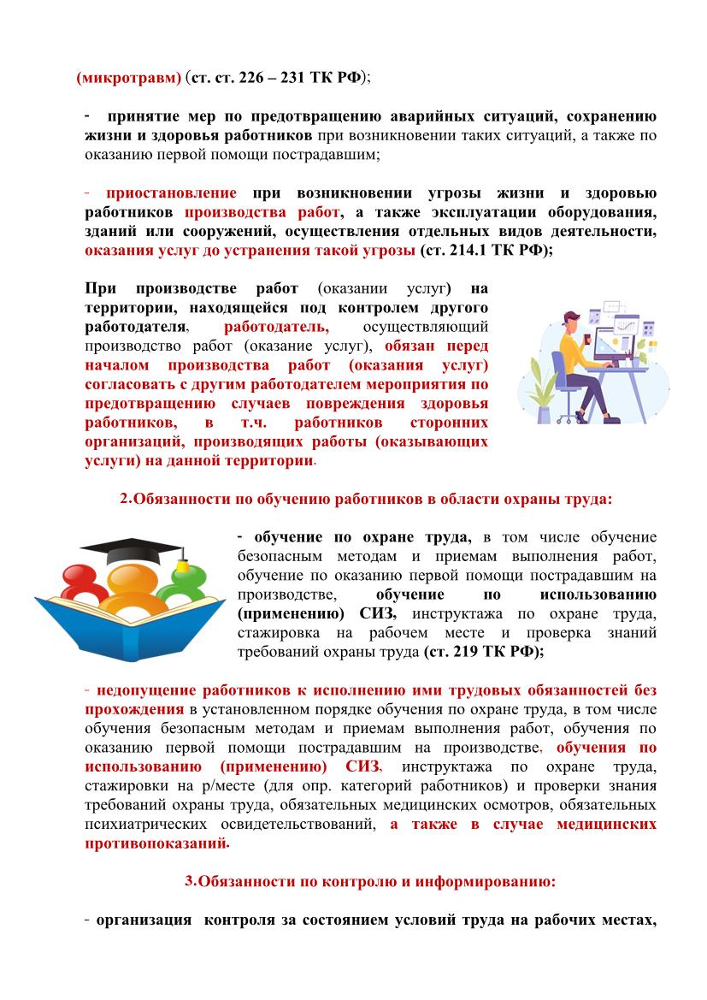 (микротравм) (ст. ст. 226 – 231 ТК РФ);
- принятие мер по предотвращению аварийных ситуаций, сохранению
жизни и здоровья работников при возникновении таких ситуаций, а также по
оказанию первой помощи пострадавшим;
- приостановление при возникновении угрозы жизни и здоровью
работников производства работ, а также эксплуатации оборудования,
зданий или сооружений, осуществления отдельных видов деятельности,
оказания услуг до устранения такой угрозы (ст. 214.1 ТК РФ);
При производстве работ (оказании услуг) на
территории, находящейся под контролем другого
работодателя, работодатель, осуществляющий
производство работ (оказание услуг), обязан перед
началом производства работ (оказания услуг)
согласовать с другим работодателем мероприятия по
предотвращению случаев повреждения здоровья
работников, в т.ч. работников сторонних
организаций, производящих работы (оказывающих
услуги) на данной территории.
2.Обязанности по обучению работников в области охраны труда:
- обучение по охране труда, в том числе обучение
безопасным методам и приемам выполнения работ,
обучение по оказанию первой помощи пострадавшим на
производстве, обучение по использованию
(применению) СИЗ, инструктажа по охране труда,
стажировка на рабочем месте и проверка знаний
требований охраны труда (ст. 219 ТК РФ);
- недопущение работников к исполнению ими трудовых обязанностей без
прохождения в установленном порядке обучения по охране труда, в том числе
обучения безопасным методам и приемам выполнения работ, обучения по
оказанию первой помощи пострадавшим на производстве, обучения по
использованию (применению) СИЗ, инструктажа по охране труда,
стажировки на р/месте (для опр. категорий работников) и проверки знания
требований охраны труда, обязательных медицинских осмотров, обязательных
психиатрических освидетельствований, а также в случае медицинских
противопоказаний.
3.Обязанности по контролю и информированию:
- организация контроля за состоянием условий труда на рабочих местах,